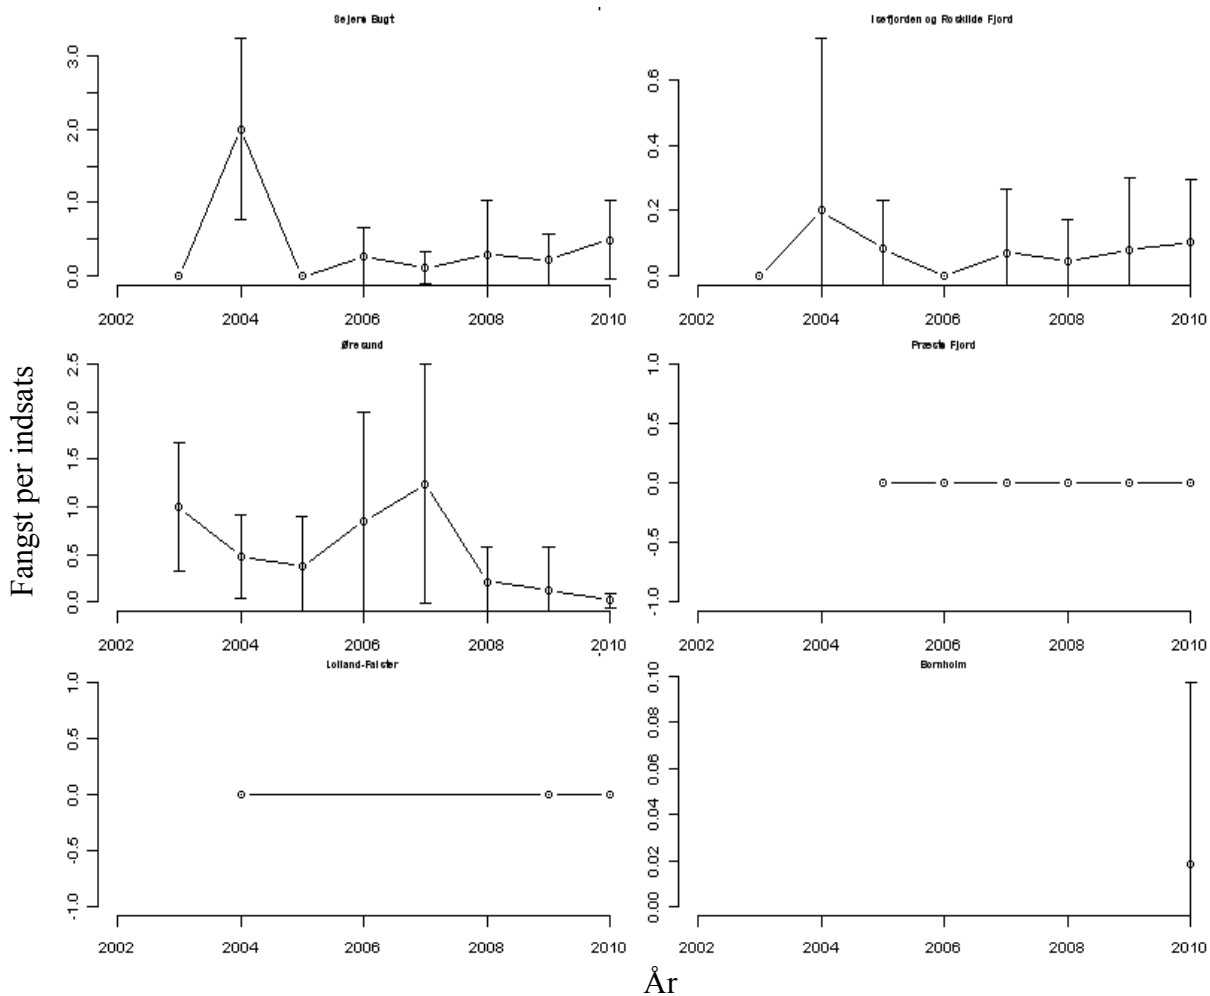 Sejerø Bugt
3.0
2.0
1.0
0.0
2002 2004 2006 2008 2010
Isefjorden og Roskilde Fjord
0.6
0.4
0.2
0.0
2002 2004 2006 2008 2010
Øresund
2.5
2.0
1.5
1.0
0.5
0.0
2002 2004 2006 2008 2010
Præstø Fjord
1.0
0.5
0.0
-0.5
-1.0
2002 2004 2006 2008 2010
Fangst per indsats
Lolland-Falster
1.0
0.5
0.0
-0.5
-1.0
2002 2004 2006 2008 2010
Bornholm
0.10
0.08
0.06
0.04
0.02
0.00
2002 2004 2006 2008 2010
År